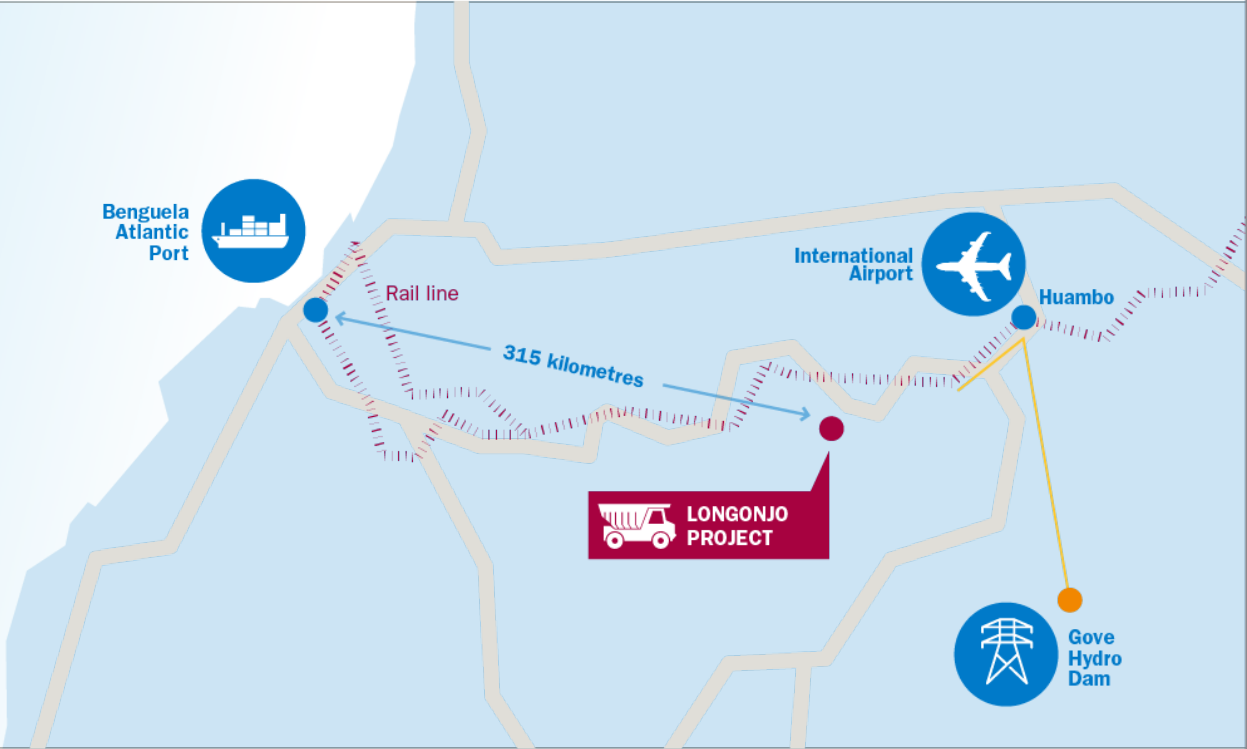 Benguela
Atlantic
Port
International
Airport
Huambo
Rail line
315 kilometres
LONGONJO
PROJECT
Gove
Hydro
Dam